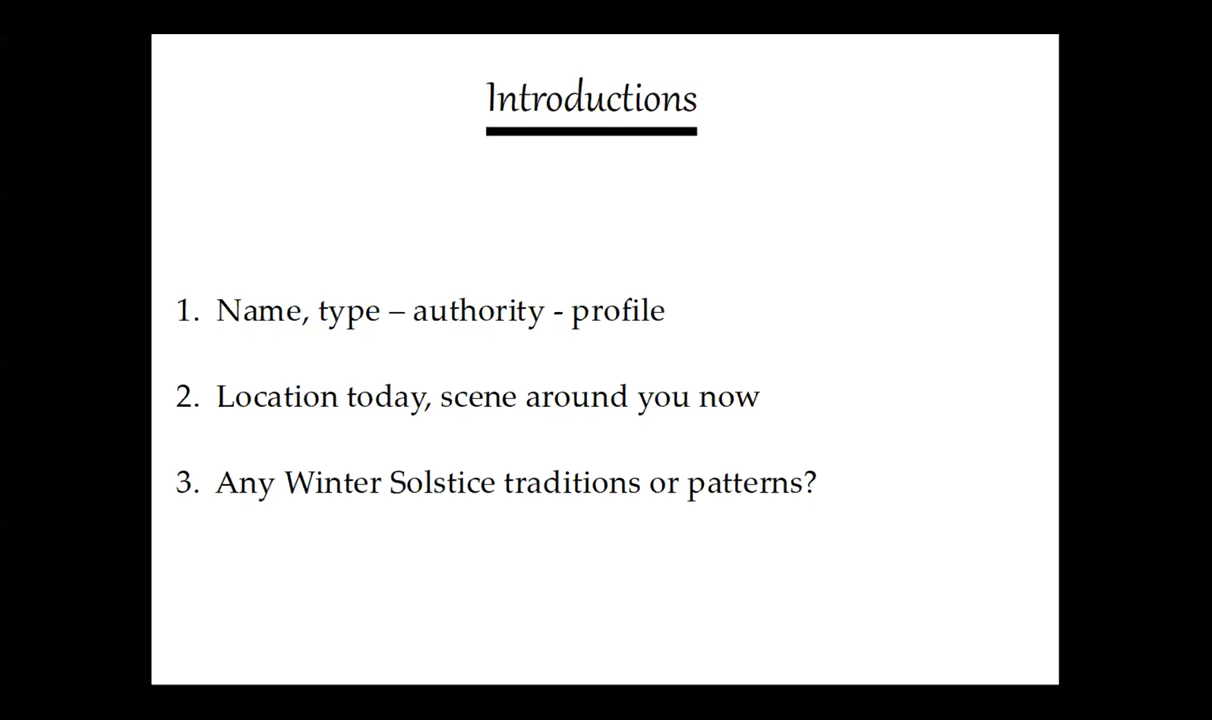 Introductions
1. Name, type – authority - profile
2. Location today, scene around you now
3. Any Winter Solstice traditions or patterns?